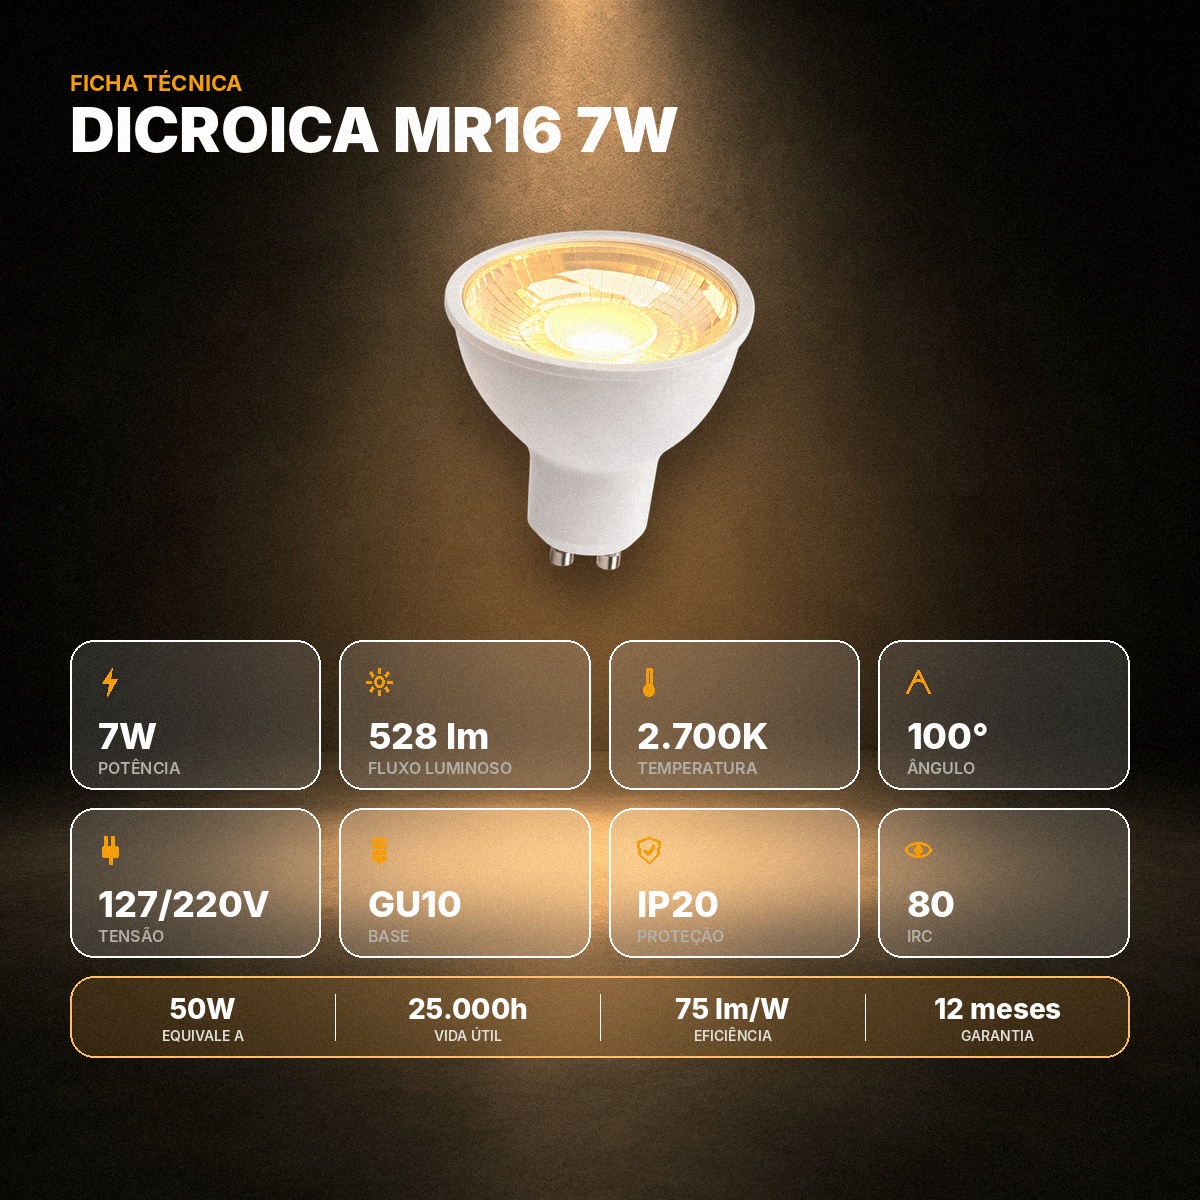 FICHA TÉCNICA
DICROICA MR16 7W
7W
POTÊNCIA
528 lm
FLUXO LUMINOSO
2.700K
TEMPERATURA
100°
ÂNGULO
127/220V
TENSÃO
GU10
BASE
IP20
PROTEÇÃO
80
IRC
50W
EQUIVALE A
25.000h
VIDA ÚTIL
75 lm/W
EFICIÊNCIA
12 meses
GARANTIA